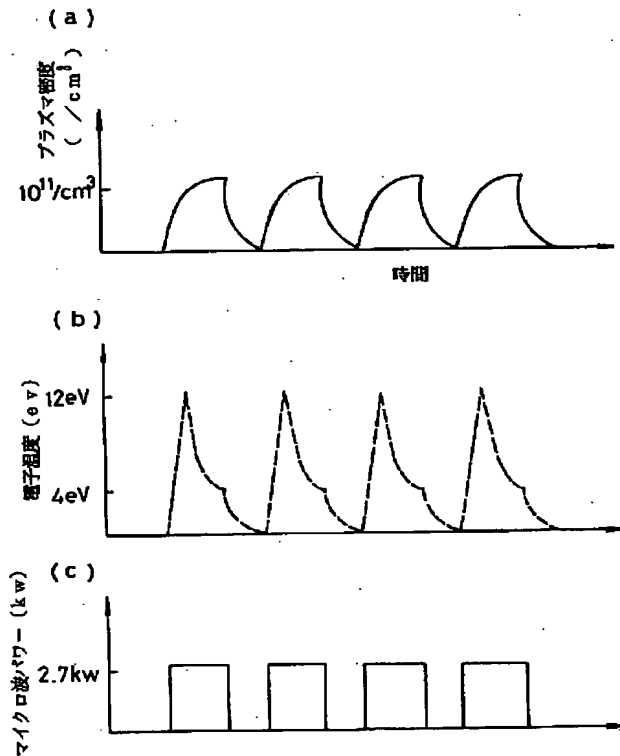 (a)
プラズマ密度
( /cm³)
10¹¹/cm³
時間
(b)
電子温度(ev)
12eV
4eV
(c)
マイクロ波パワー(kw)
2.7kw